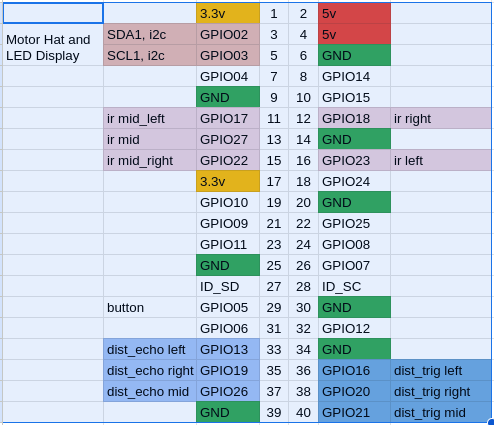 3.3v 1 2 5v
Motor Hat and LED Display SDA1, i2c GPIO02 3 4 5v
SCL1, i2c GPIO03 5 6 GND
GPIO04 7 8 GPIO14
GND 9 10 GPIO15
ir mid_left GPIO17 11 12 GPIO18 ir right
ir mid GPIO27 13 14 GND
ir mid_right GPIO22 15 16 GPIO23 ir left
3.3v 17 18 GPIO24
GPIO10 19 20 GND
GPIO09 21 22 GPIO25
GPIO11 23 24 GPIO08
GND 25 26 GPIO07
ID_SD 27 28 ID_SC
button GPIO05 29 30 GND
GPIO06 31 32 GPIO12
dist_echo left GPIO13 33 34 GND
dist_echo right GPIO19 35 36 GPIO16 dist_trig left
dist_echo mid GPIO26 37 38 GPIO20 dist_trig right
GND 39 40 GPIO21 dist_trig mid